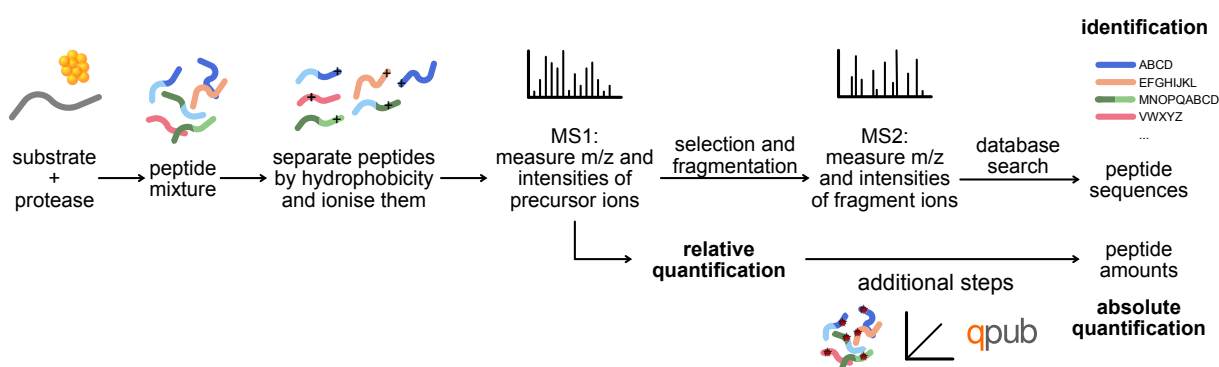 identification
ABCD
EFGHIJKL
MNOPQABCD
VWXYZ
...
substrate
+
protease
peptide
mixture
separate peptides
by hydrophobicity
and ionise them
MS1:
measure m/z and
intensities of
precursor ions
selection and
fragmentation
MS2:
measure m/z
and intensities
of fragment ions
database
search
peptide
sequences
relative
quantification
additional steps
qpub
peptide
amounts
absolute
quantification